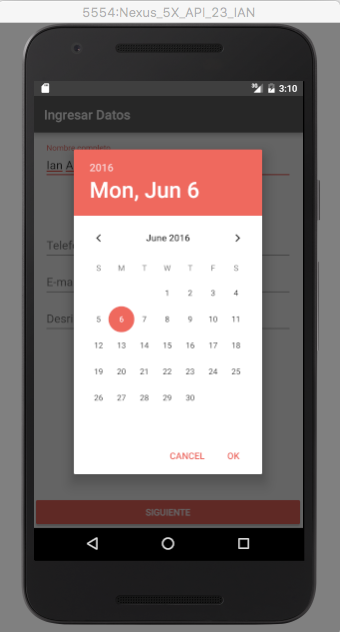 5554:Nexus_5X_API_23_IAN
3:10
Ingresar Datos
Nombre completo
Ian A
2016
Mon, Jun 6
June 2016
S M T W T F S
1 2 3 4
5 6 7 8 9 10 11
12 13 14 15 16 17 18
19 20 21 22 23 24 25
26 27 28 29 30
Telef
E-ma
Descri
CANCEL OK
SIGUIENTE